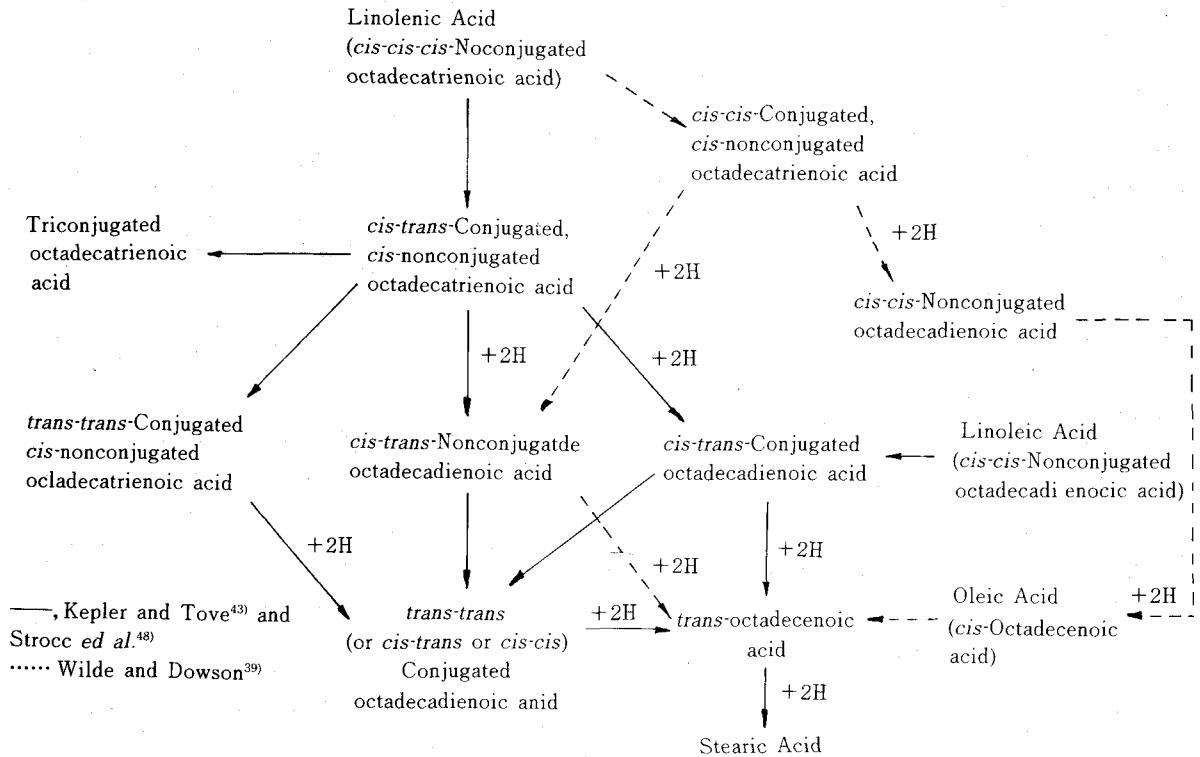 Linolenic Acid
(cis-cis-cis-Noconjugated
octadecatrienoic acid)
cis-cis-Conjugated,
cis-nonconjugated
octadecatrienoic acid
Triconjugated
octadecatrienoic
acid
cis-trans-Conjugated,
cis-nonconjugated
octadecatrienoic acid
+2H
+2H
cis-cis-Nonconjugated
octadecadienoic acid
+2H
+2H
trans-trans-Conjugated
cis-nonconjugated
ocladecatrienoic acid
cis-trans-Nonconjugatde
octadecadienoic acid
cis-trans-Conjugated
octadecadienoic acid
Linoleic Acid
(cis-cis-Nonconjugated
octadecadi enocic acid)
+2H
+2H
+2H
——, Kepler and Tove43) and
Strocc ed al.48)
······ Wilde and Dowson39)
trans-trans
(or cis-trans or cis-cis)
Conjugated
octadecadienoic anid
+2H
trans-octadecenoic
acid
Oleic Acid
(cis-Octadecenoic
acid)
+2H
+2H
Stearic Acid